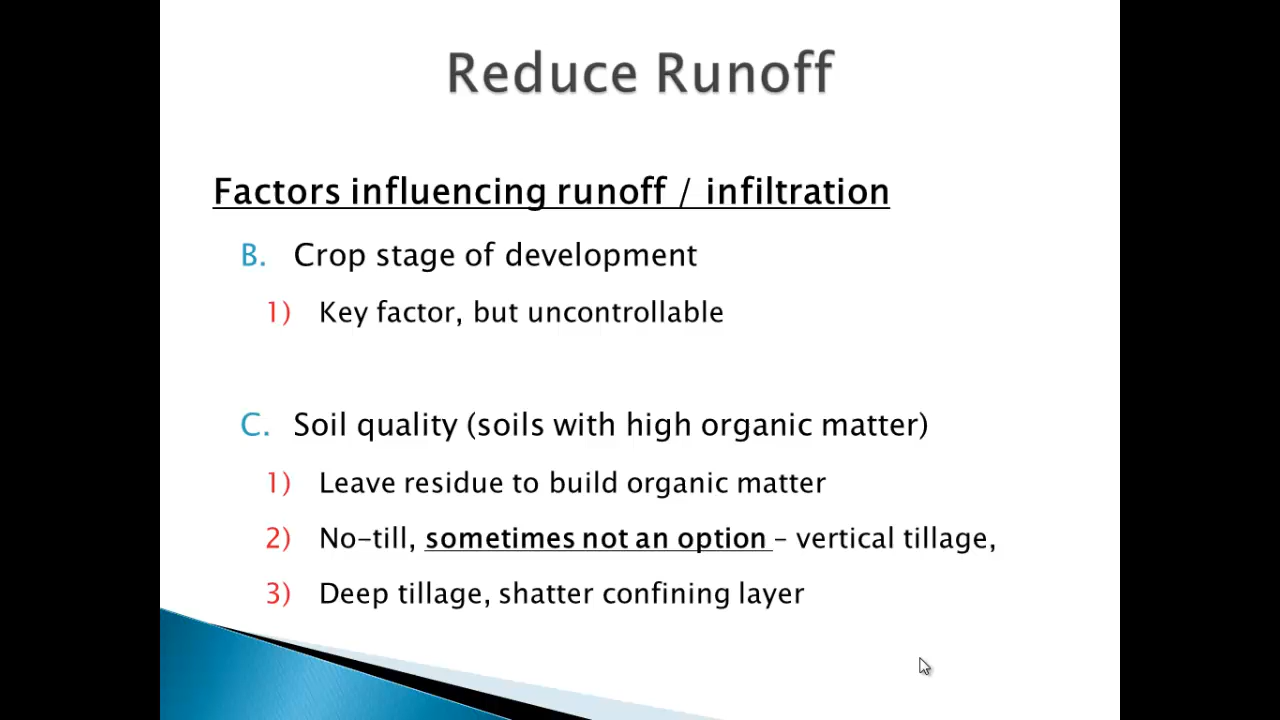 Reduce Runoff
Factors influencing runoff / infiltration
B. Crop stage of development
1) Key factor, but uncontrollable
C. Soil quality (soils with high organic matter)
1) Leave residue to build organic matter
2) No-till, sometimes not an option – vertical tillage,
3) Deep tillage, shatter confining layer